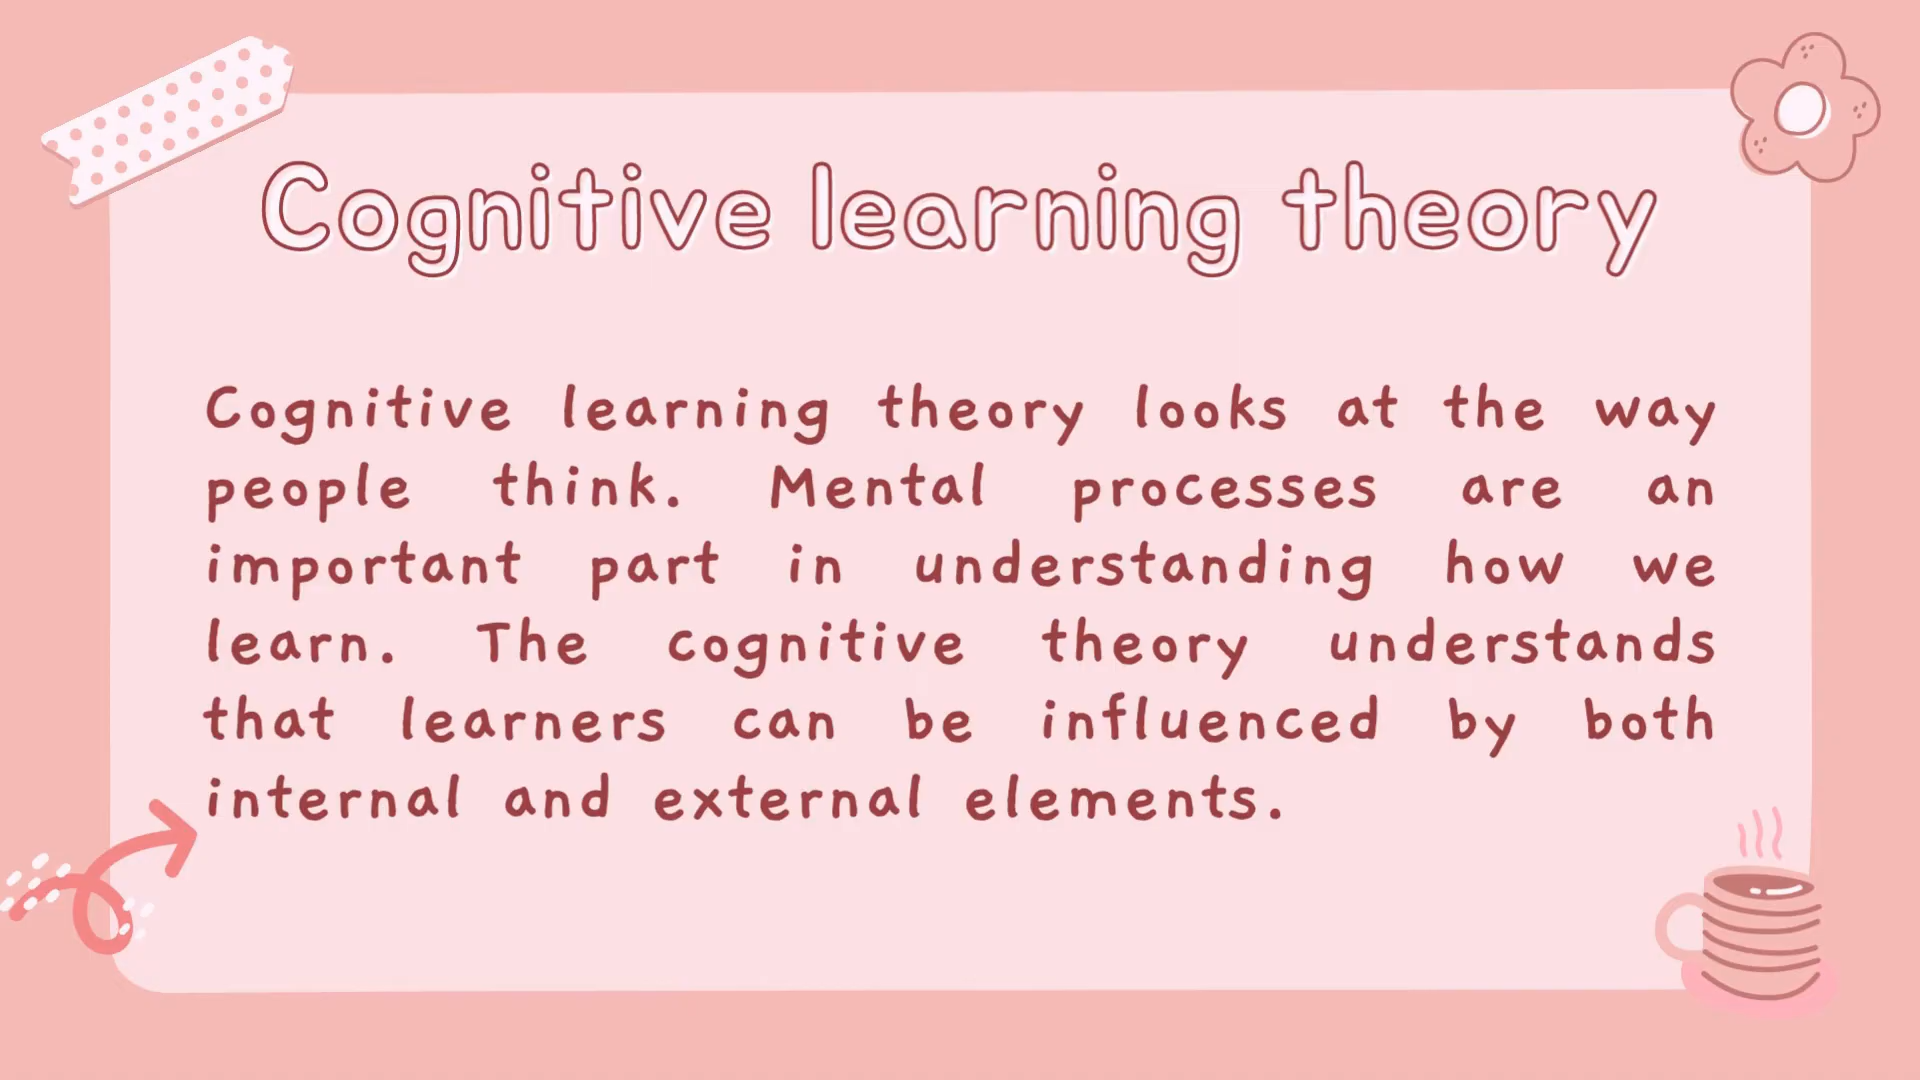 Cognitive learning theory
Cognitive learning theory looks at the way
people think. Mental processes are an
important part in understanding how we
learn. The cognitive theory understands
that learners can be influenced by both
internal and external elements.